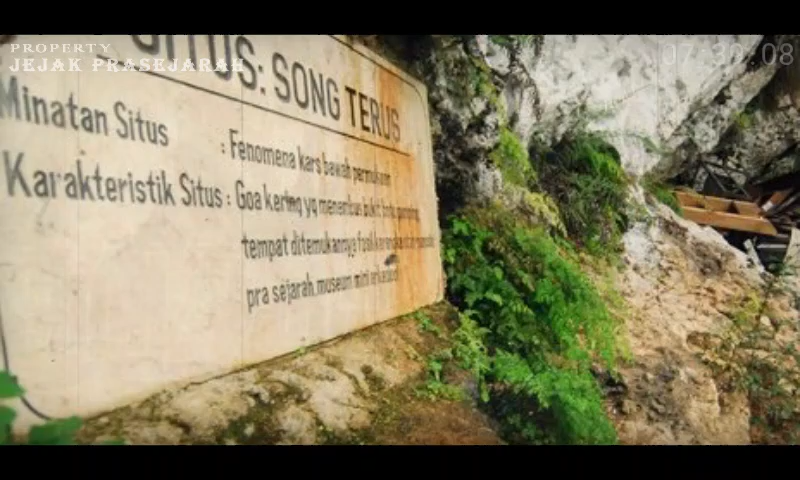 PROPERTY
JEJAK PRASEJARAH
07:39:08
SITUS: SONG TERUS
Minatan Situs : Fenomena kars bawah permukaan
Karakteristik Situs : Goa kering yg menembus bukit
tempat ditemukannya fosil
pra sejarah, museum mini